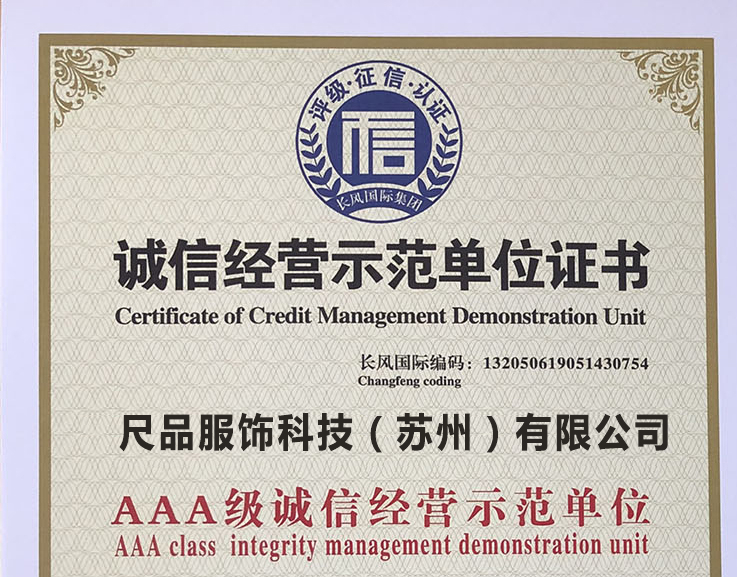 评级·征信·认证
信
长风国际集团
诚信经营示范单位证书
Certificate of Credit Management Demonstration Unit
长风国际编码：132050619051430754
Changfeng coding
尺品服饰科技（苏州）有限公司
AAA级诚信经营示范单位
AAA class integrity management demonstration unit